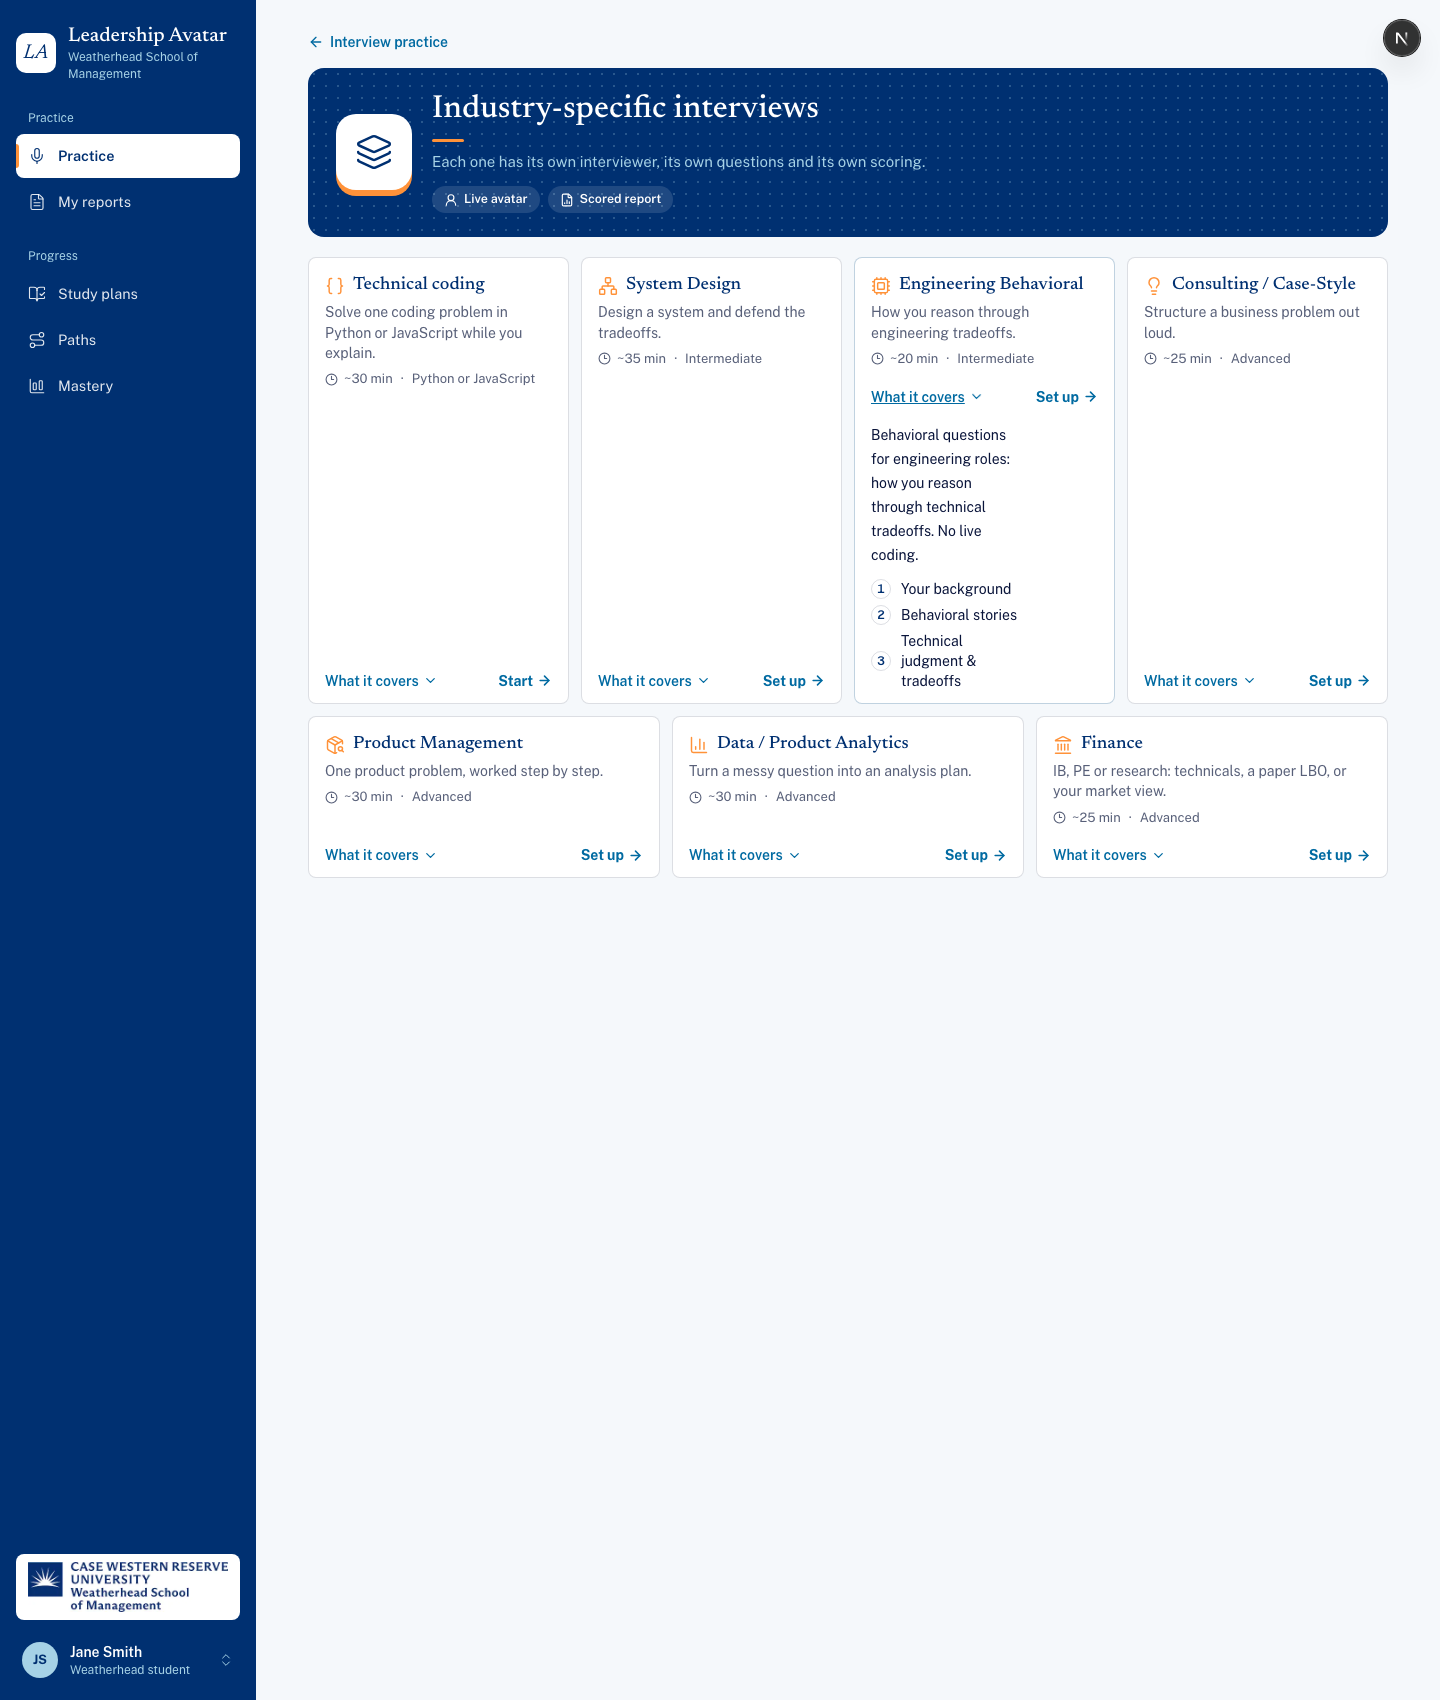 LA
Leadership Avatar
Weatherhead School of
Management
Practice
Practice
My reports
Progress
Study plans
Paths
Mastery
CASE WESTERN RESERVE
UNIVERSITY
Weatherhead School
of Management
JS
Jane Smith
Weatherhead student
Interview practice
N
Industry-specific interviews
Each one has its own interviewer, its own questions and its own scoring.
Live avatar
Scored report
Technical coding
Solve one coding problem in
Python or JavaScript while you
explain.
~30 min · Python or JavaScript
What it covers
Start
System Design
Design a system and defend the
tradeoffs.
~35 min · Intermediate
What it covers
Set up
Engineering Behavioral
How you reason through
engineering tradeoffs.
~20 min · Intermediate
What it covers
Set up
Behavioral questions
for engineering roles:
how you reason
through technical
tradeoffs. No live
coding.
1 Your background
2 Behavioral stories
3 Technical
judgment &
tradeoffs
Consulting / Case-Style
Structure a business problem out
loud.
~25 min · Advanced
What it covers
Set up
Product Management
One product problem, worked step by step.
~30 min · Advanced
What it covers
Set up
Data / Product Analytics
Turn a messy question into an analysis plan.
~30 min · Advanced
What it covers
Set up
Finance
IB, PE or research: technicals, a paper LBO, or
your market view.
~25 min · Advanced
What it covers
Set up